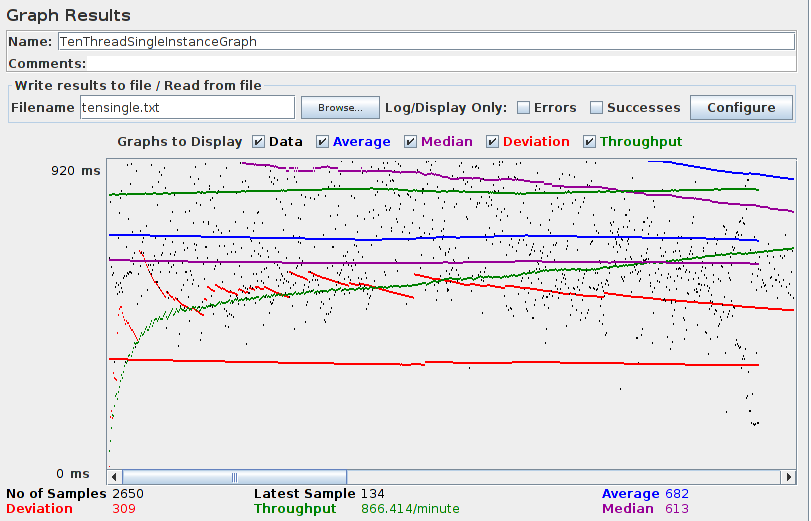 Graph Results
Name: TenThreadSingleInstanceGraph
Comments:
Write results to file / Read from file
Filename tensingle.txt Browse... Log/Display Only: Errors Successes Configure
Graphs to Display Data Average Median Deviation Throughput
920 ms
0 ms
No of Samples 2650 Latest Sample 134 Average 682
Deviation 309 Throughput 866.414/minute Median 613